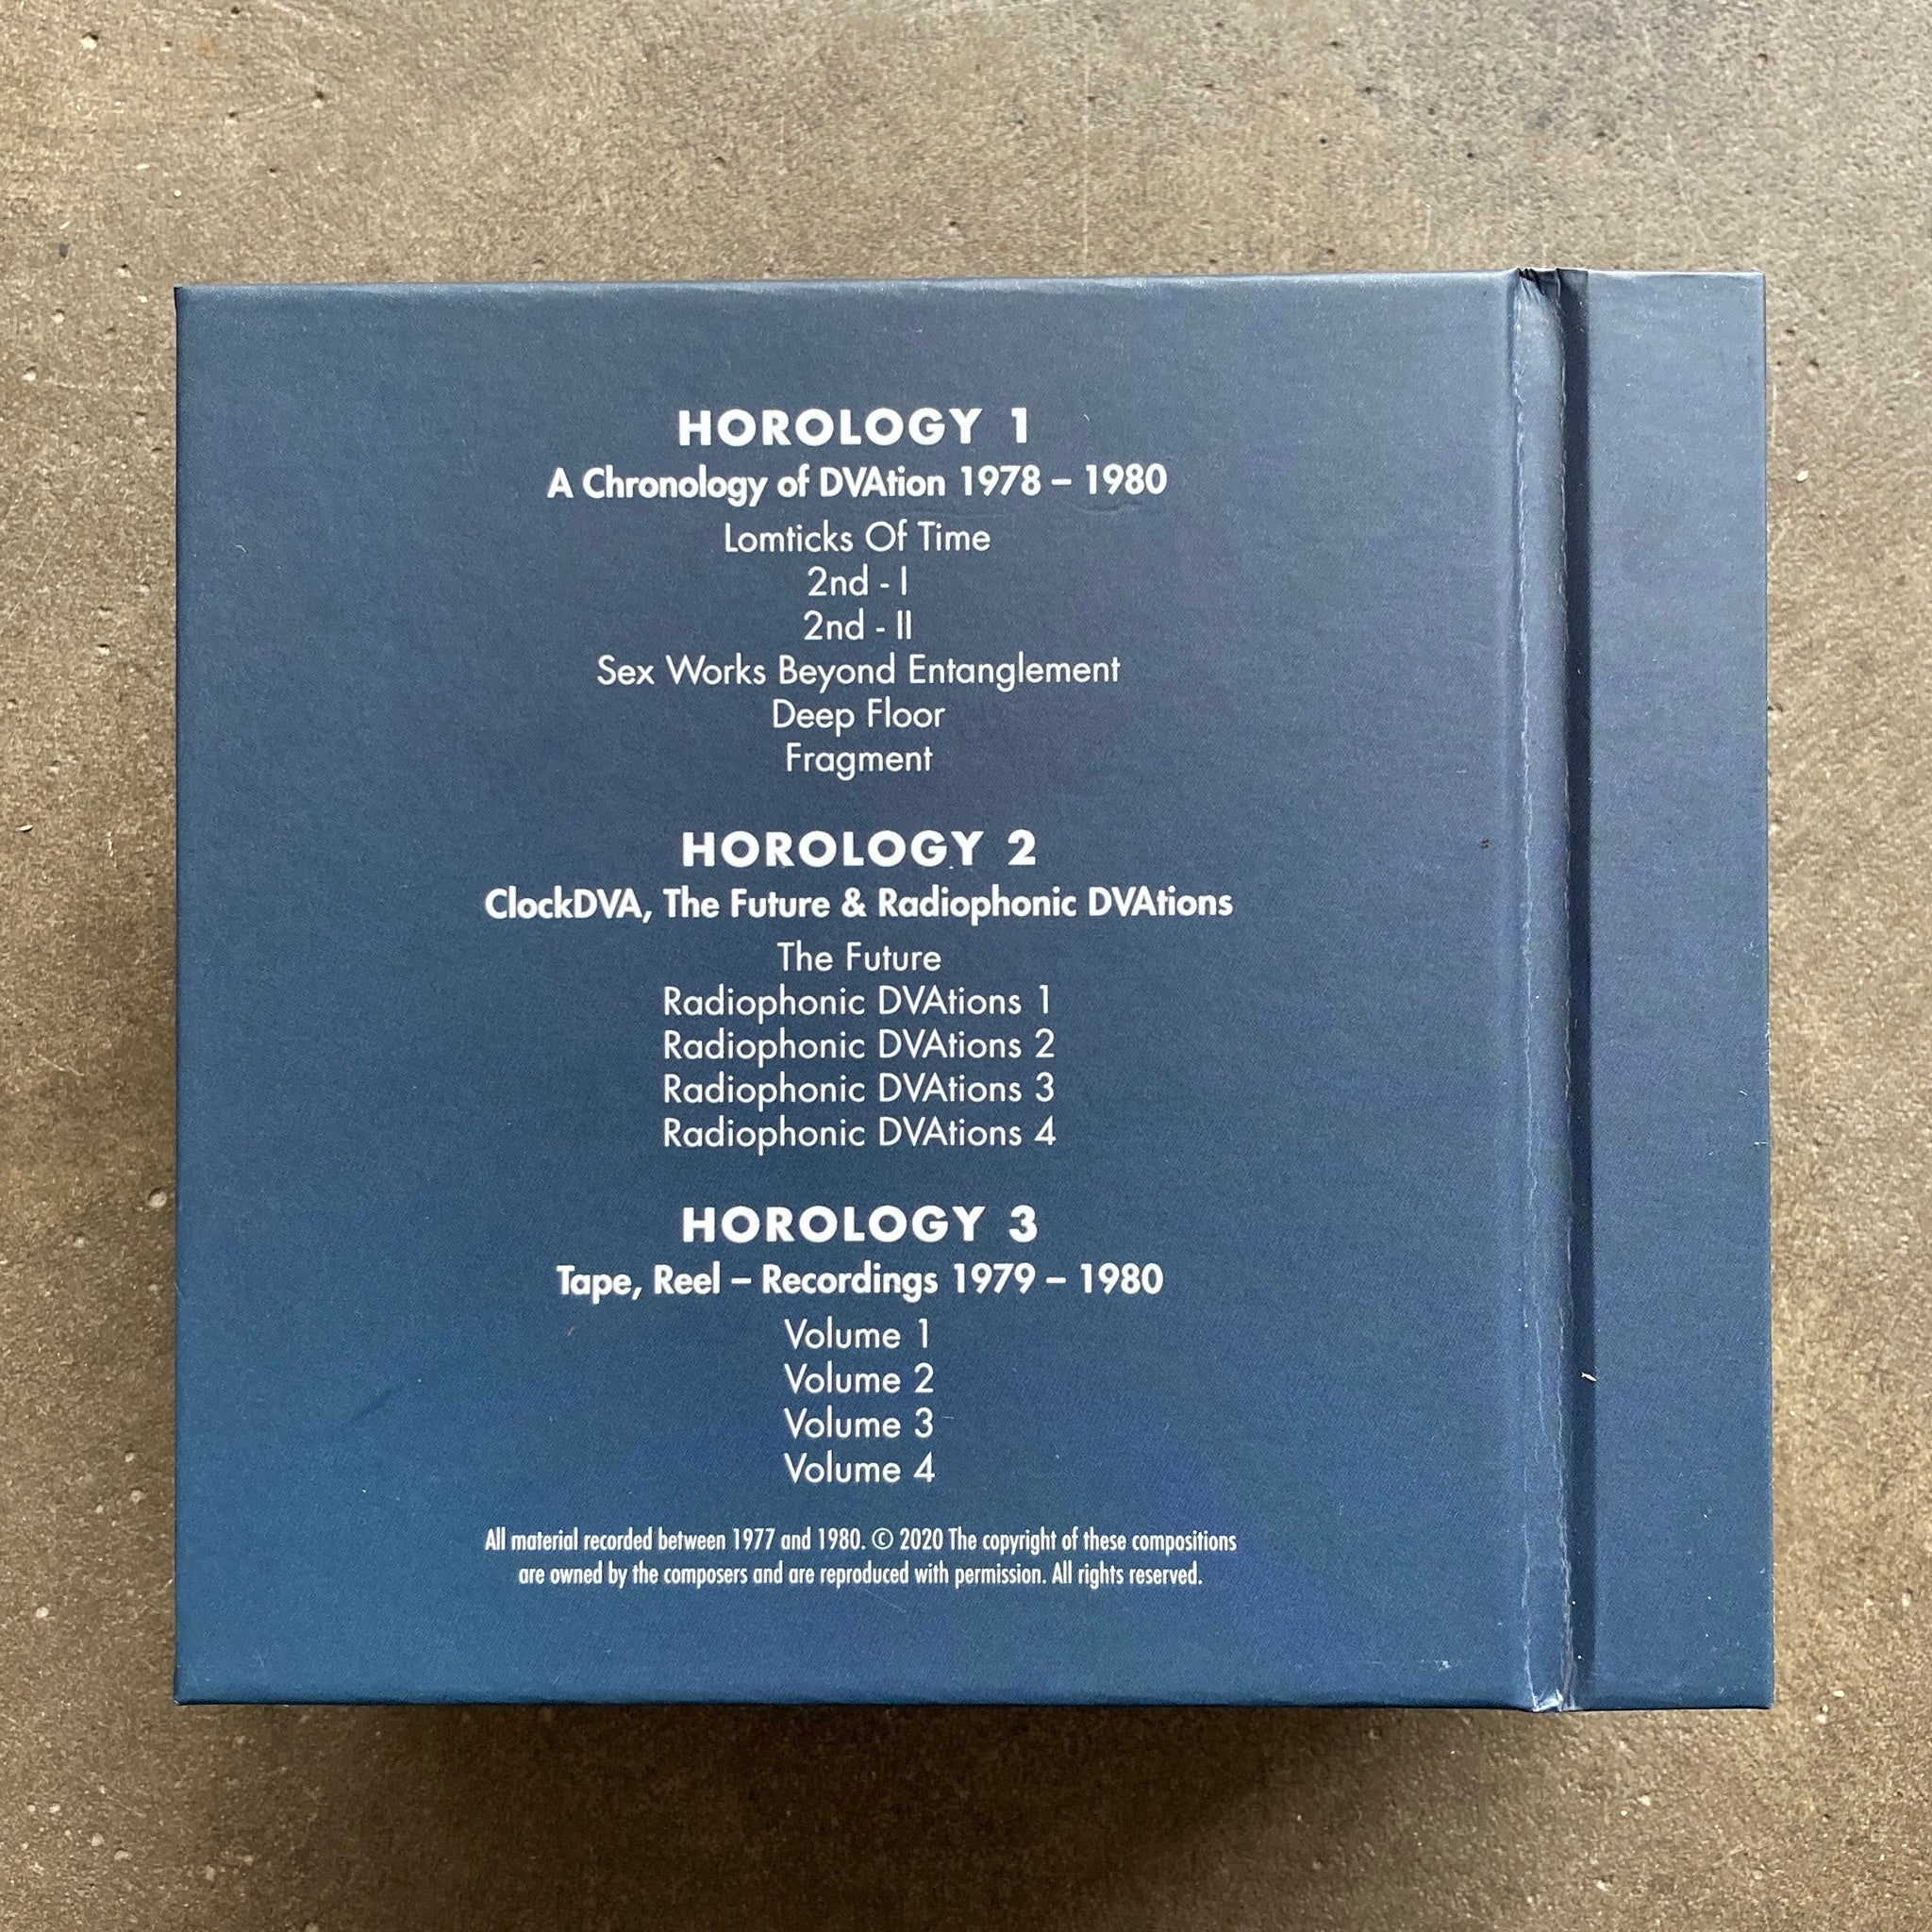 HOROLOGY 1
A Chronology of DVAtion 1978 – 1980
Lomticks Of Time
2nd - I
2nd - II
Sex Works Beyond Entanglement
Deep Floor
Fragment
HOROLOGY 2
ClockDVA, The Future & Radiophonic DVAtions
The Future
Radiophonic DVAtions 1
Radiophonic DVAtions 2
Radiophonic DVAtions 3
Radiophonic DVAtions 4
HOROLOGY 3
Tape, Reel – Recordings 1979 – 1980
Volume 1
Volume 2
Volume 3
Volume 4
All material recorded between 1977 and 1980. © 2020 The copyright of these compositions
are owned by the composers and are reproduced with permission. All rights reserved.